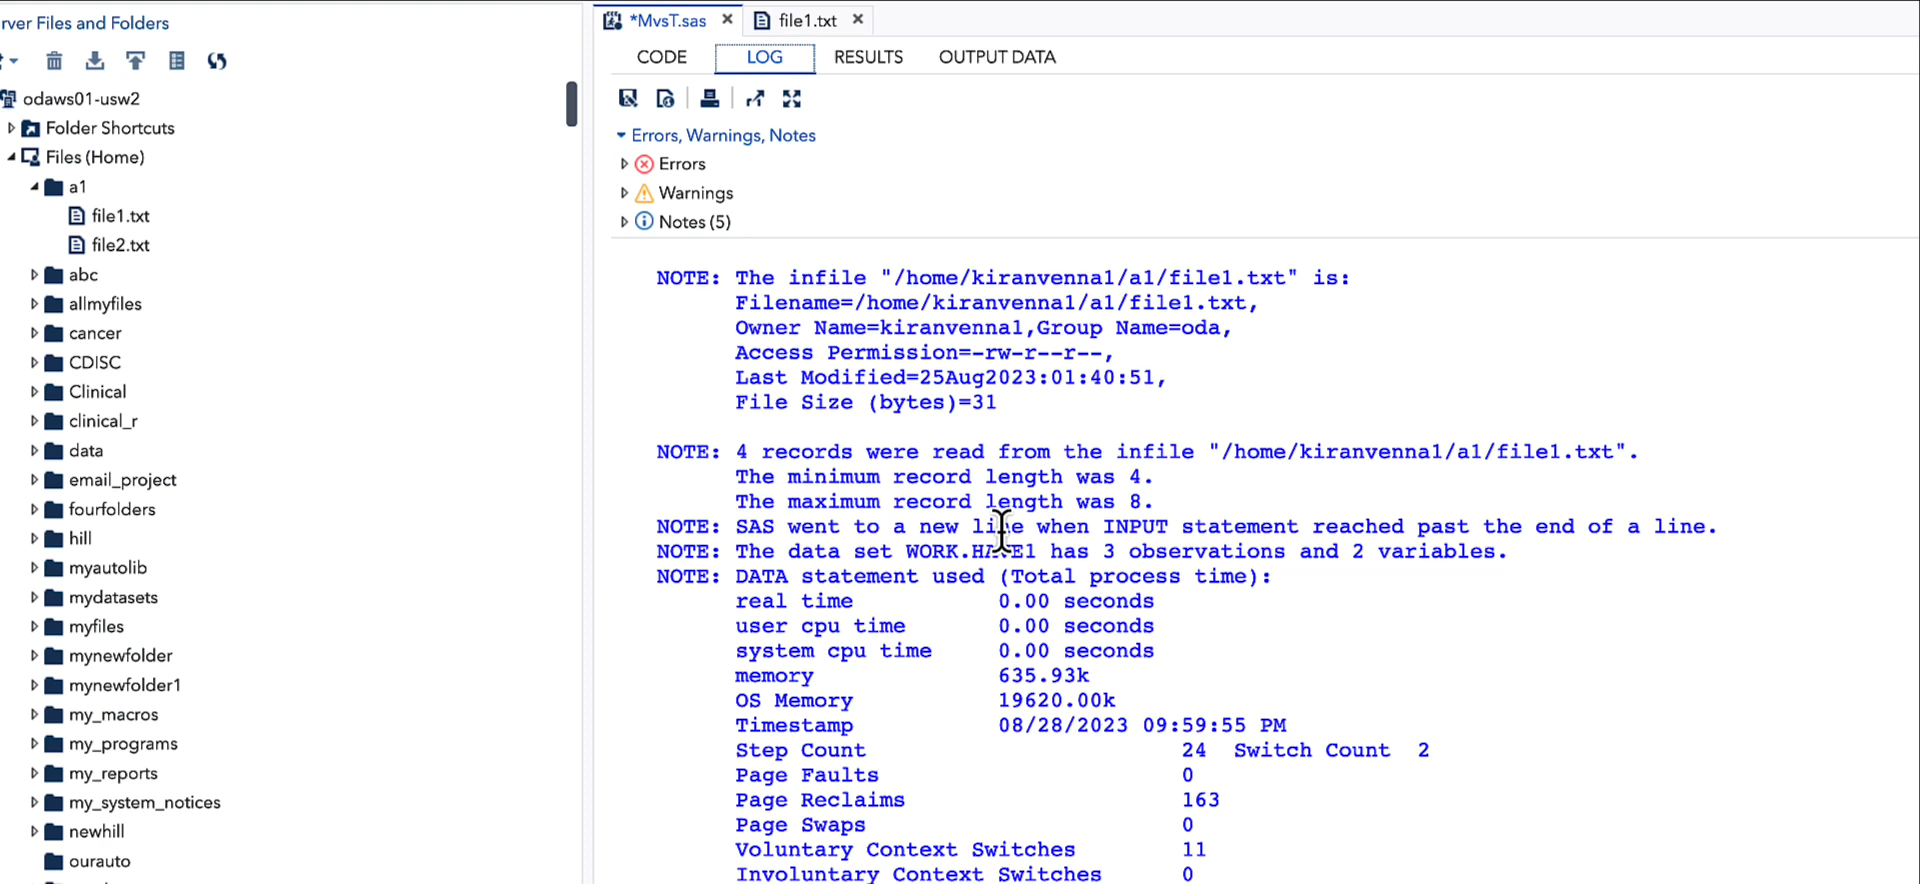 rver Files and Folders
odaws01-usw2
Folder Shortcuts
Files (Home)
a1
file1.txt
file2.txt
abc
allmyfiles
cancer
CDISC
Clinical
clinical_r
data
email_project
fourfolders
hill
myautolib
mydatasets
myfiles
mynewfolder
mynewfolder1
my_macros
my_programs
my_reports
my_system_notices
newhill
ourauto
*MvsT.sas
file1.txt
CODE LOG RESULTS OUTPUT DATA
Errors, Warnings, Notes
Errors
Warnings
Notes (5)
NOTE: The infile "/home/kiranvenna1/a1/file1.txt" is:
Filename=/home/kiranvenna1/a1/file1.txt,
Owner Name=kiranvenna1,Group Name=oda,
Access Permission=-rw-r--r--,
Last Modified=25Aug2023:01:40:51,
File Size (bytes)=31
NOTE: 4 records were read from the infile "/home/kiranvenna1/a1/file1.txt".
The minimum record length was 4.
The maximum record length was 8.
NOTE: SAS went to a new line when INPUT statement reached past the end of a line.
NOTE: The data set WORK.HAVE1 has 3 observations and 2 variables.
NOTE: DATA statement used (Total process time):
real time 0.00 seconds
user cpu time 0.00 seconds
system cpu time 0.00 seconds
memory 635.93k
OS Memory 19620.00k
Timestamp 08/28/2023 09:59:55 PM
Step Count 24 Switch Count 2
Page Faults 0
Page Reclaims 163
Page Swaps 0
Voluntary Context Switches 11
Involuntary Context Switches 0